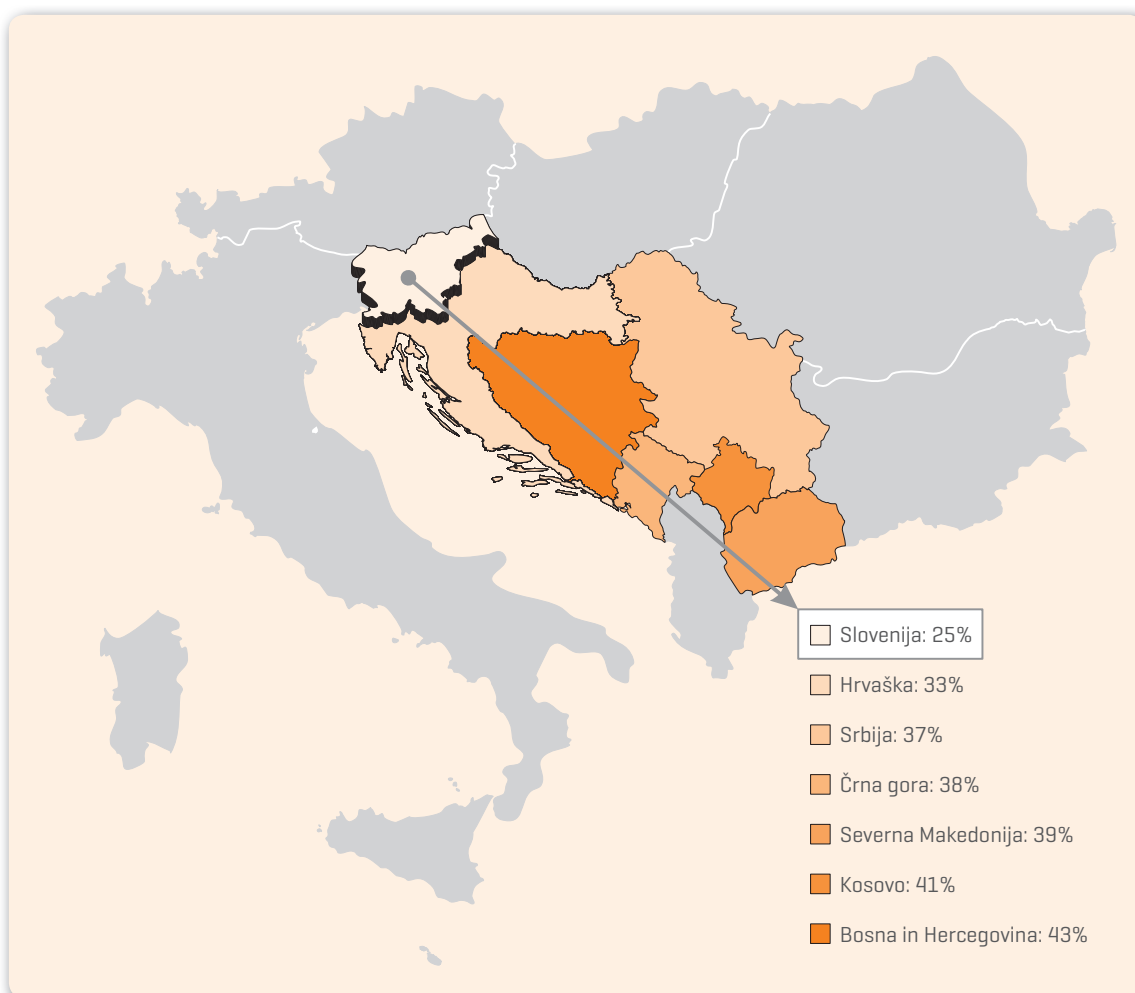 Slovenija: 25%
Hrvaška: 33%
Srbija: 37%
Črna gora: 38%
Severna Makedonija: 39%
Kosovo: 41%
Bosna in Hercegovina: 43%